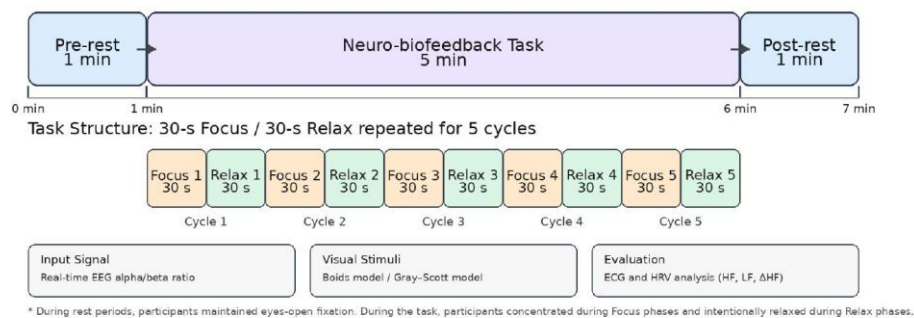 Pre-rest
1 min
Neuro-biofeedback Task
5 min
Post-rest
1 min
0 min
1 min
6 min
7 min
Task Structure: 30-s Focus / 30-s Relax repeated for 5 cycles
Focus 1
30 s
Relax 1
30 s
Focus 2
30 s
Relax 2
30 s
Focus 3
30 s
Relax 3
30 s
Focus 4
30 s
Relax 4
30 s
Focus 5
30 s
Relax 5
30 s
Cycle 1
Cycle 2
Cycle 3
Cycle 4
Cycle 5
Input Signal
Real-time EEG alpha/beta ratio
Visual Stimuli
Boids model / Gray–Scott model
Evaluation
ECG and HRV analysis (HF, LF, ΔHF)
* During rest periods, participants maintained eyes-open fixation. During the task, participants concentrated during Focus phases and intentionally relaxed during Relax phases.